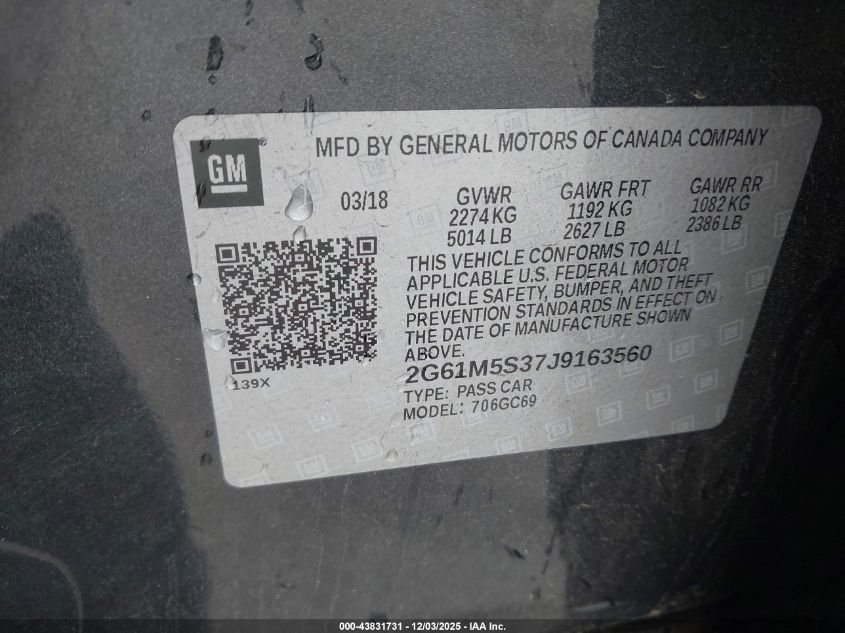 MFD BY GENERAL MOTORS OF CANADA COMPANY
GM
03/18
GVWR GAWR FRT GAWR RR
2274 KG 1192 KG 1082 KG
5014 LB 2627 LB 2386 LB
THIS VEHICLE CONFORMS TO ALL
APPLICABLE U.S. FEDERAL MOTOR
VEHICLE SAFETY, BUMPER, AND THEFT
PREVENTION STANDARDS IN EFFECT ON
THE DATE OF MANUFACTURE SHOWN
ABOVE.
139X
2G61M5S37J9163560
TYPE: PASS CAR
MODEL: 706GC69
000-43831731 - 12/03/2025 - IAA Inc.